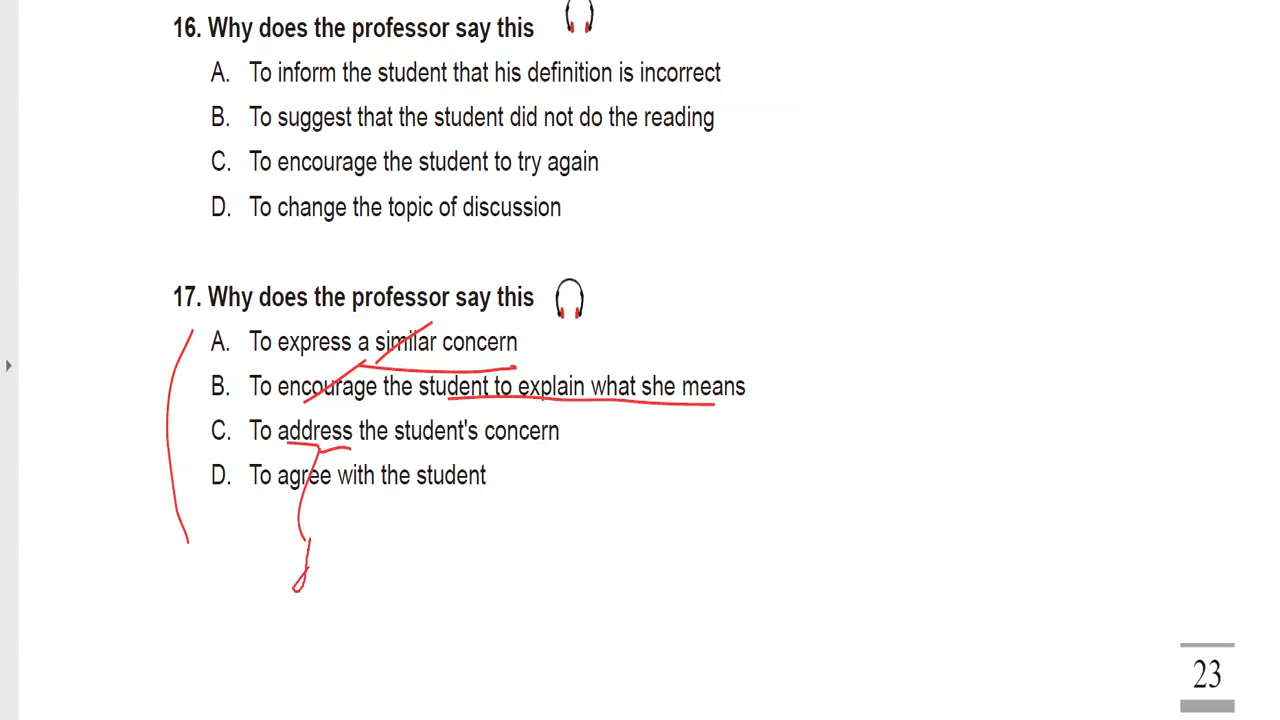 16. Why does the professor say this
A. To inform the student that his definition is incorrect
B. To suggest that the student did not do the reading
C. To encourage the student to try again
D. To change the topic of discussion
17. Why does the professor say this
A. To express a similar concern
B. To encourage the student to explain what she means
C. To address the student's concern
D. To agree with the student
23